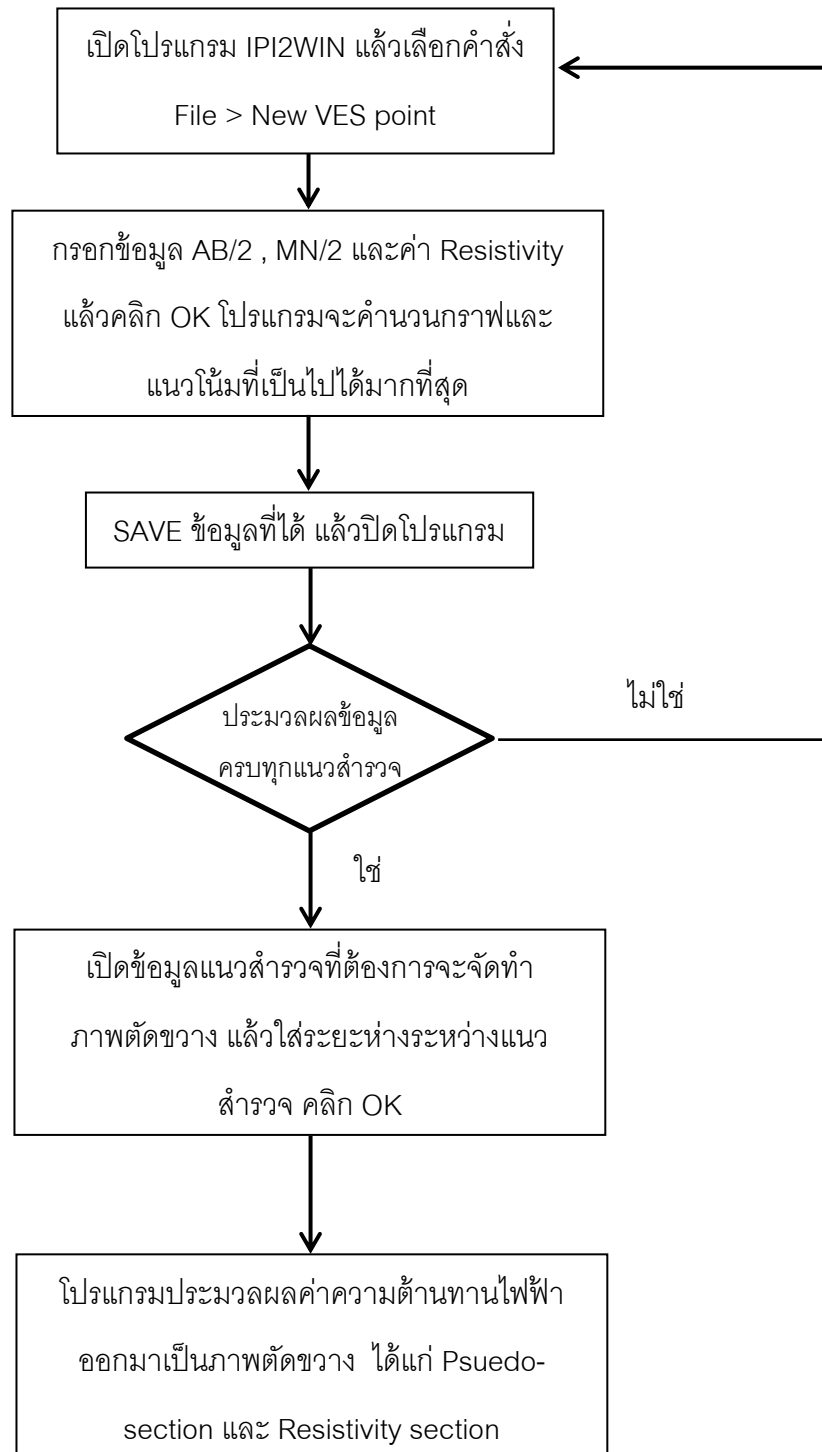 เปิดโปรแกรม IPI2WIN แล้วเลือกคำสั่ง
File > New VES point
กรอกข้อมูล AB/2 , MN/2 และค่า Resistivity
แล้วคลิก OK โปรแกรมจะคำนวนกราฟและ
แนวโน้มที่เป็นไปได้มากที่สุด
SAVE ข้อมูลที่ได้ แล้วปิดโปรแกรม
ประมวลผลข้อมูล
ครบทุกแนวสำรวจ
ไม่ใช่
ใช่
เปิดข้อมูลแนวสำรวจที่ต้องการจะจัดทำ
ภาพตัดขวาง แล้วใส่ระยะห่างระหว่างแนว
สำรวจ คลิก OK
โปรแกรมประมวลผลค่าความต้านทานไฟฟ้า
ออกมาเป็นภาพตัดขวาง ได้แก่ Psuedo-
section และ Resistivity section